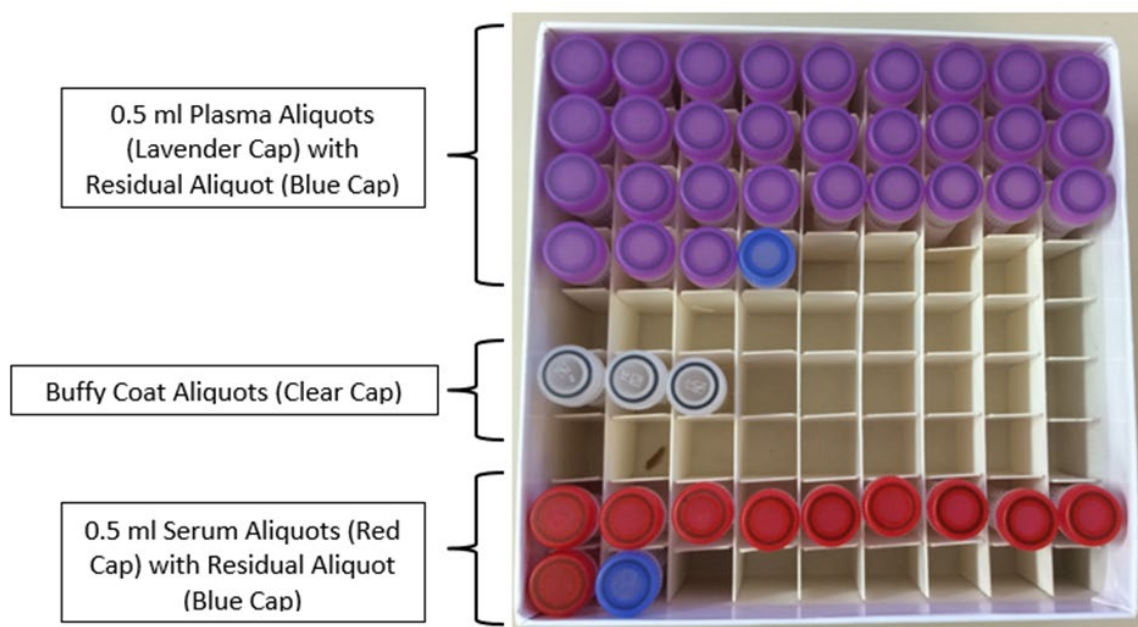 0.5 ml Plasma Aliquots
(Lavender Cap) with
Residual Aliquot (Blue Cap)
Buffy Coat Aliquots (Clear Cap)
0.5 ml Serum Aliquots (Red
Cap) with Residual Aliquot
(Blue Cap)